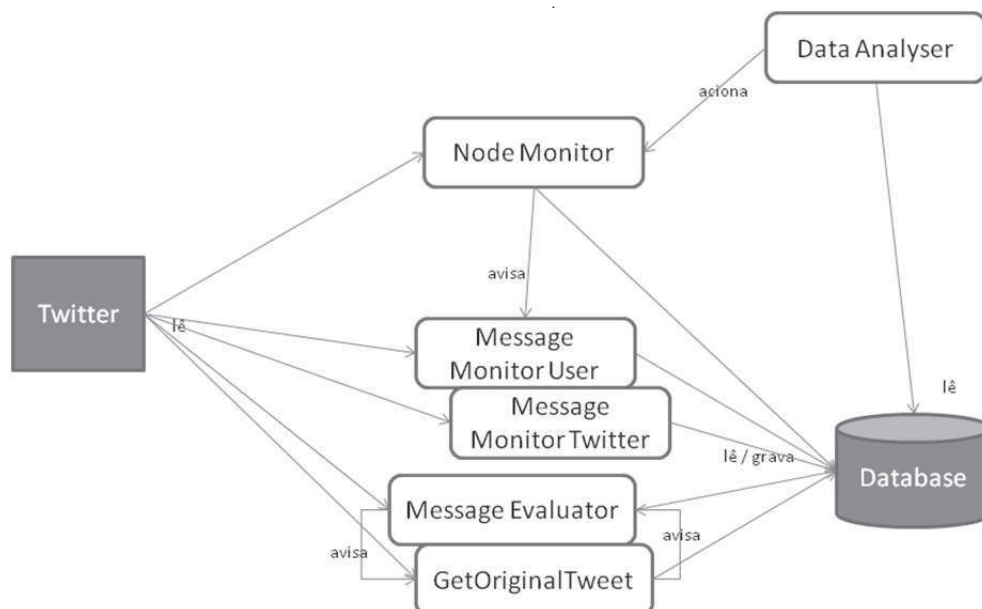 Data Analyser
aciona
Node Monitor
avisa
Twitter
lê
Message
Monitor User
Message
Monitor Twitter
lê
lê / grava
Database
Message Evaluator
avisa
avisa
GetOriginalTweet